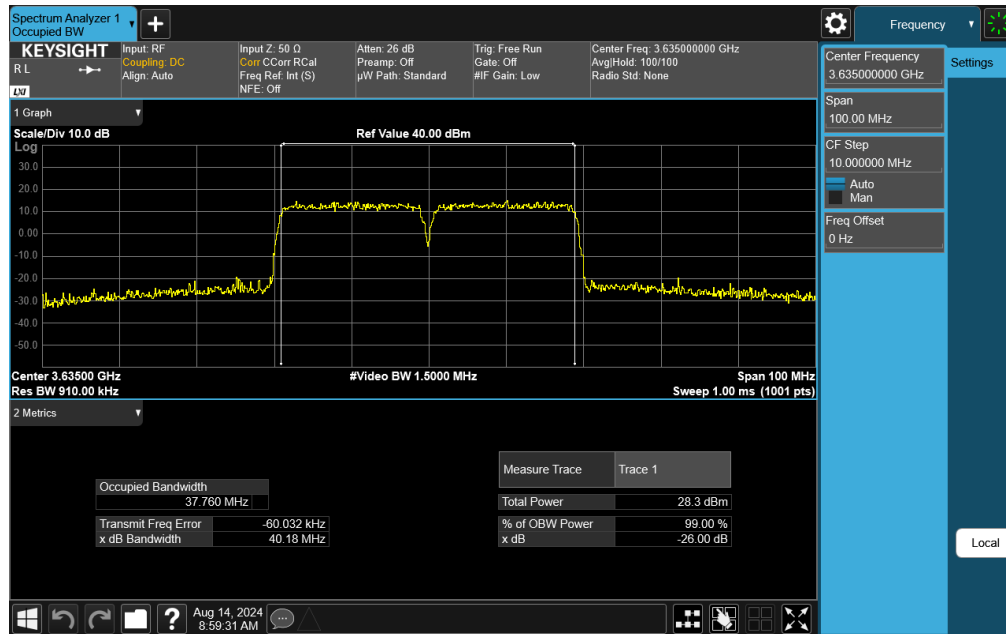 Spectrum Analyzer 1
Occupied BW
Frequency
KEYSIGHT
R L
LXI
Input: RF
Coupling: DC
Align: Auto
Input Z: 50 Ω
Corr CCorr RCal
Freq Ref: Int (S)
NFE: Off
Atten: 26 dB
Preamp: Off
µW Path: Standard
Trig: Free Run
Gate: Off
#IF Gain: Low
Center Freq: 3.635000000 GHz
Avg|Hold: 100/100
Radio Std: None
Center Frequency
3.635000000 GHz
Settings
Span
100.00 MHz
CF Step
10.000000 MHz
Auto
Man
Freq Offset
0 Hz
1 Graph
Scale/Div 10.0 dB
Ref Value 40.00 dBm
Log
30.0
20.0
10.0
0.00
-10.0
-20.0
-30.0
-40.0
-50.0
Center 3.63500 GHz
#Video BW 1.5000 MHz
Span 100 MHz
Res BW 910.00 kHz
Sweep 1.00 ms (1001 pts)
2 Metrics
Measure Trace Trace 1
Occupied Bandwidth
37.760 MHz
Total Power 28.3 dBm
Transmit Freq Error -60.032 kHz
% of OBW Power 99.00 %
x dB Bandwidth 40.18 MHz
x dB -26.00 dB
Local
?
Aug 14, 2024
8:59:31 AM